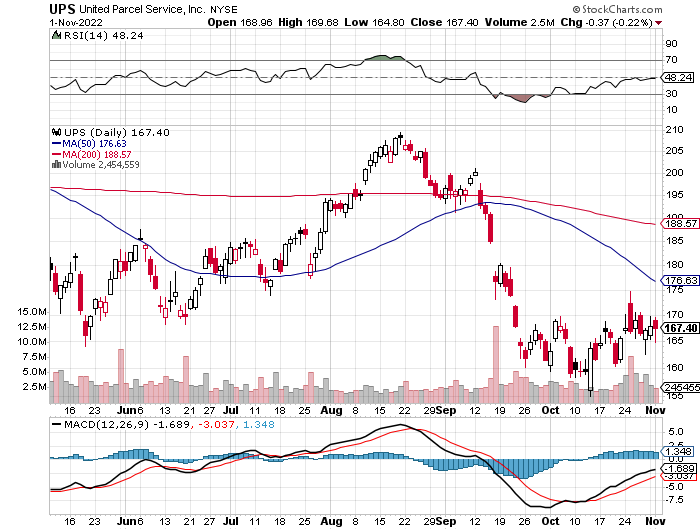 UPS United Parcel Service, Inc. NYSE
© StockCharts.com
1-Nov-2022
Open 168.96 High 169.68 Low 164.80 Close 167.40 Volume 2.5M Chg -0.37 (-0.22%)
RSI(14) 48.24
90
70
50
48.24
30
10
UPS (Daily) 167.40
MA(50) 176.63
MA(200) 188.57
Volume 2,454,559
210
205
200
195
190
188.57
185
180
176.63
175
170
167.40
165
160
155
2454559
15.0M
12.5M
10.0M
7.5M
5.0M
2.5M
16 23 Jun 6 13 21 27 Jul 11 18 25 Aug 8 15 22 29 Sep 12 19 26 Oct 10 17 24 Nov
MACD(12,26,9) -1.689, -3.037, 1.348
5.0
2.5
1.348
0.0
-1.689
-3.037
-5.0
-7.5
16 23 Jun 6 13 21 27 Jul 11 18 25 Aug 8 15 22 29 Sep 12 19 26 Oct 10 17 24 Nov